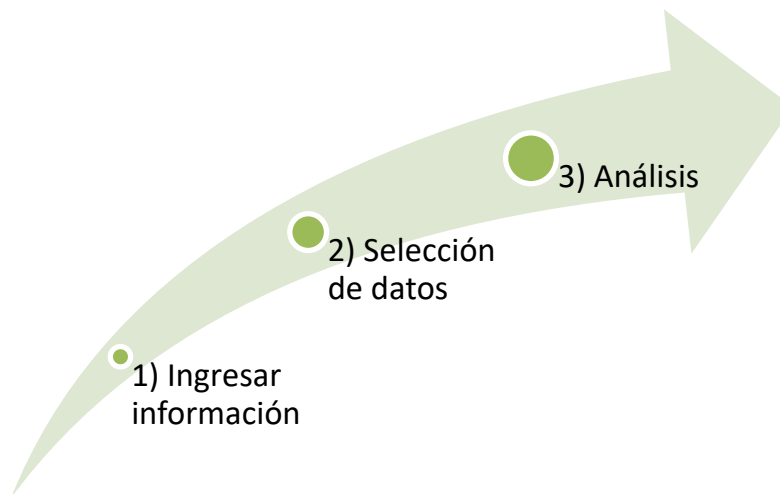 3) Análisis
2) Selección
de datos
1) Ingresar
información